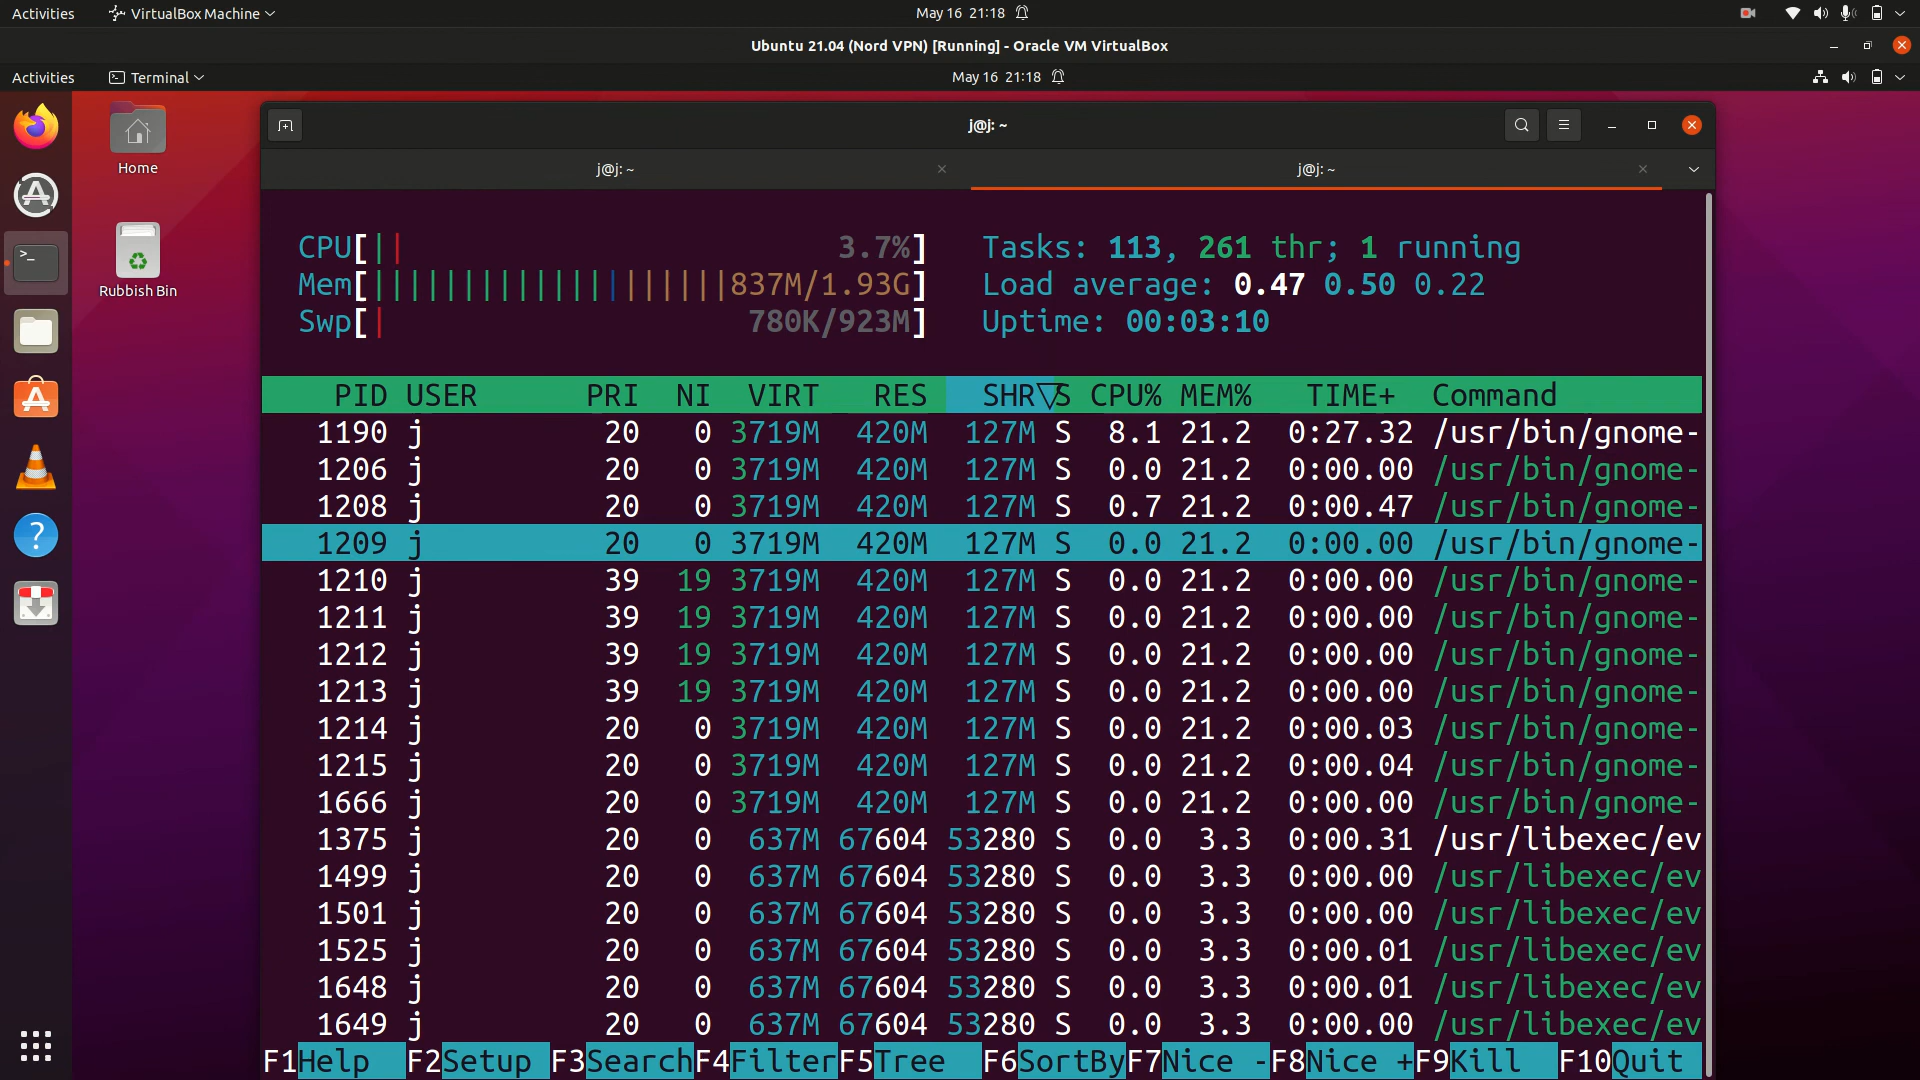 Activities VirtualBox Machine May 16 21:18
Ubuntu 21.04 (Nord VPN) [Running] - Oracle VM VirtualBox
Activities Terminal May 16 21:18
j@j: ~
Home
j@j: ~ j@j: ~
Rubbish Bin
CPU[|| 3.7%] Tasks: 113, 261 thr; 1 running
Mem[||||||||||||||||||||837M/1.93G] Load average: 0.47 0.50 0.22
Swp[| 780K/923M] Uptime: 00:03:10
PID USER PRI NI VIRT RES SHR▽S CPU% MEM% TIME+ Command
1190 j 20 0 3719M 420M 127M S 8.1 21.2 0:27.32 /usr/bin/gnome-
1206 j 20 0 3719M 420M 127M S 0.0 21.2 0:00.00 /usr/bin/gnome-
1208 j 20 0 3719M 420M 127M S 0.7 21.2 0:00.47 /usr/bin/gnome-
1209 j 20 0 3719M 420M 127M S 0.0 21.2 0:00.00 /usr/bin/gnome-
1210 j 39 19 3719M 420M 127M S 0.0 21.2 0:00.00 /usr/bin/gnome-
1211 j 39 19 3719M 420M 127M S 0.0 21.2 0:00.00 /usr/bin/gnome-
1212 j 39 19 3719M 420M 127M S 0.0 21.2 0:00.00 /usr/bin/gnome-
1213 j 39 19 3719M 420M 127M S 0.0 21.2 0:00.00 /usr/bin/gnome-
1214 j 20 0 3719M 420M 127M S 0.0 21.2 0:00.03 /usr/bin/gnome-
1215 j 20 0 3719M 420M 127M S 0.0 21.2 0:00.04 /usr/bin/gnome-
1666 j 20 0 3719M 420M 127M S 0.0 21.2 0:00.00 /usr/bin/gnome-
1375 j 20 0 637M 67604 53280 S 0.0 3.3 0:00.31 /usr/libexec/ev
1499 j 20 0 637M 67604 53280 S 0.0 3.3 0:00.00 /usr/libexec/ev
1501 j 20 0 637M 67604 53280 S 0.0 3.3 0:00.00 /usr/libexec/ev
1525 j 20 0 637M 67604 53280 S 0.0 3.3 0:00.01 /usr/libexec/ev
1648 j 20 0 637M 67604 53280 S 0.0 3.3 0:00.01 /usr/libexec/ev
1649 j 20 0 637M 67604 53280 S 0.0 3.3 0:00.00 /usr/libexec/ev
F1Help F2Setup F3SearchF4FilterF5Tree F6SortByF7Nice -F8Nice +F9Kill F10Quit